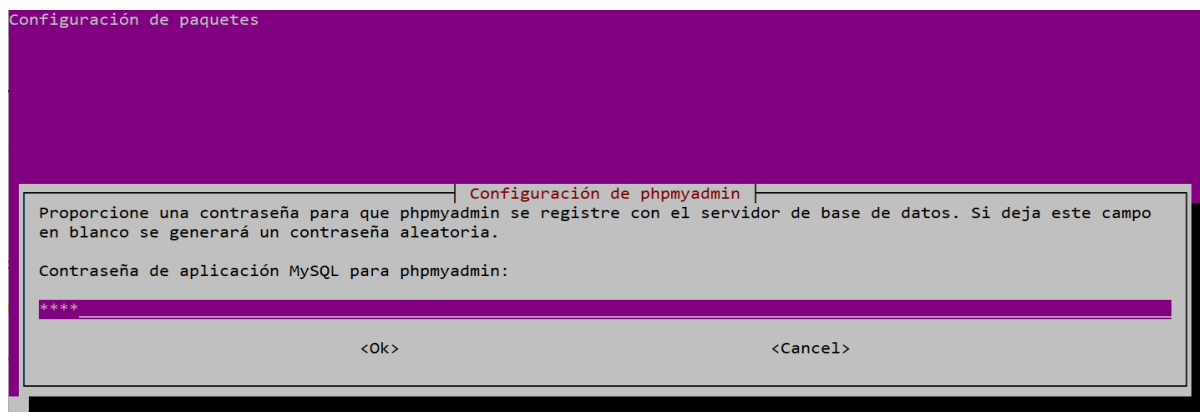 Configuración de paquetes
Configuración de phpmyadmin
Proporcione una contraseña para que phpmyadmin se registre con el servidor de base de datos. Si deja este campo
en blanco se generará un contraseña aleatoria.
Contraseña de aplicación MySQL para phpmyadmin:
****
<Ok> <Cancel>